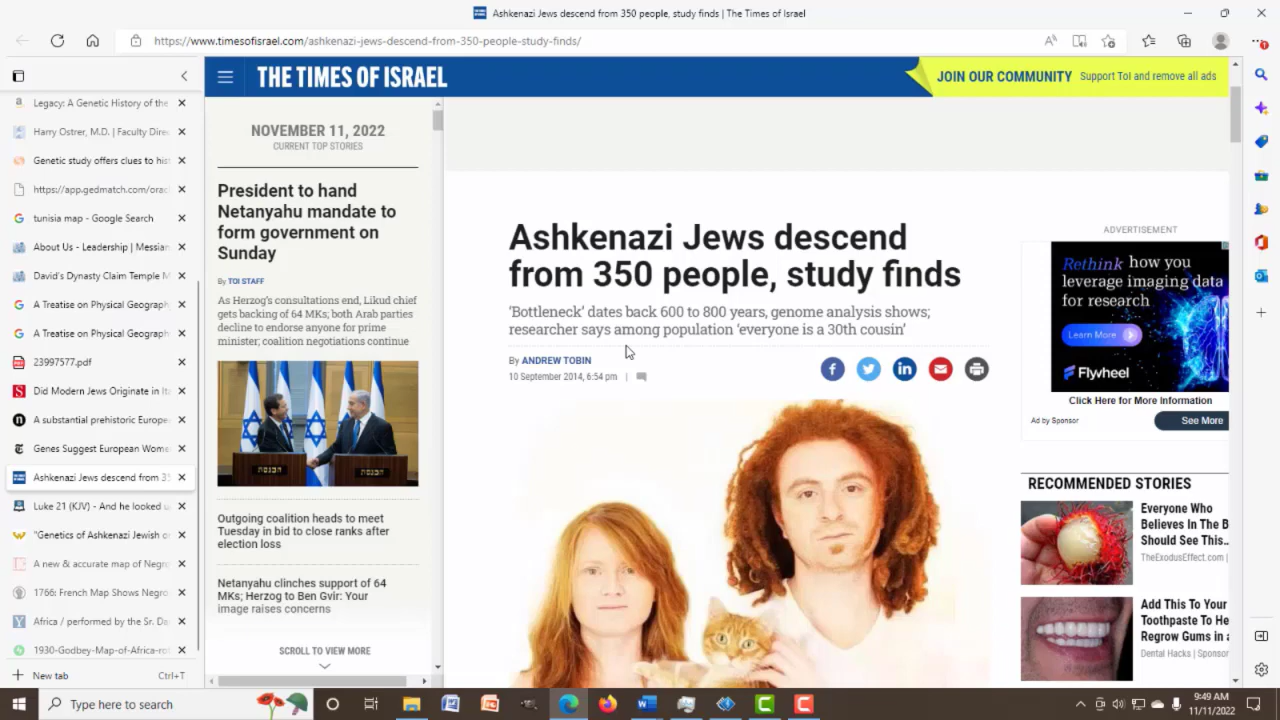 Ashkenazi Jews descend from 350 people, study finds | The Times of Israel
https://www.timesofisrael.com/ashkenazi-jews-descend-from-350-people-study-finds/
Legacy: A Genetic History of the
Harry Ostrer, M.D. | Faculty Dire
Genetic study offers clues to his
https://app.gedmatch.com/orac
tunisia map - Google Search
About Us - Leadership | Messian
David's Dynasty Claim Temple M
A Treatise on Physical Geograph
A Treatise on Physical Geograph
23997577.pdf
Did Modern Jews Originate in Ita
A substantial prehistoric Europe
Genes Suggest European Wome
Ashkenazi Jews descend from 35
Luke 21 (KJV) - And he looked u
"Genetics of Ashkenazi Jewish or
A new & accurate map of Negro
1766: French Map Shows Negro
Africa / performed by the Sr. Da
1930-Godbey-Map-of-Africa-ro
New tab
Ctrl+T
THE TIMES OF ISRAEL
JOIN OUR COMMUNITY Support ToI and remove all ads
NOVEMBER 11, 2022
CURRENT TOP STORIES
President to hand
Netanyahu mandate to
form government on
Sunday
By TOI STAFF
As Herzog's consultations end, Likud chief
gets backing of 64 MKs; both Arab parties
decline to endorse anyone for prime
minister; coalition negotiations continue
הכנסת
הכנסת
Outgoing coalition heads to meet
Tuesday in bid to close ranks after
election loss
Netanyahu clinches support of 64
MKs; Herzog to Ben Gvir: Your
image raises concerns
SCROLL TO VIEW MORE
Ashkenazi Jews descend
from 350 people, study finds
'Bottleneck' dates back 600 to 800 years, genome analysis shows;
researcher says among population 'everyone is a 30th cousin'
By ANDREW TOBIN
10 September 2014, 6:54 pm |
ADVERTISEMENT
Rethink how you
leverage imaging data
for research
Learn More
Flywheel
Click Here for More Information
Ad by Sponsor
See More
RECOMMENDED STORIES
Everyone Who
Believes In The B
Should See This..
TheExodusEffect.com |
Add This To Your
Toothpaste To He
Regrow Gums in a
Dental Hacks | Sponsor
Type here to search
9:49 AM
11/11/2022